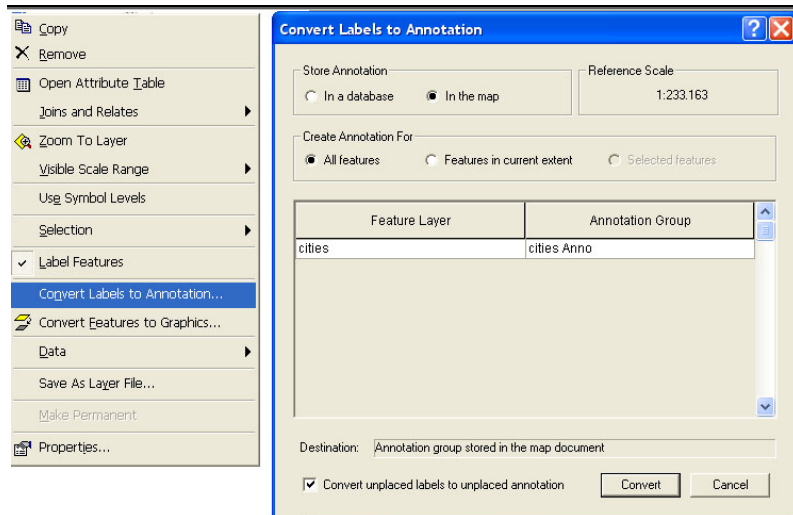 Copy
Remove
Open Attribute Table
Joins and Relates
Zoom To Layer
Visible Scale Range
Use Symbol Levels
Selection
Label Features
Convert Labels to Annotation...
Convert Features to Graphics...
Data
Save As Layer File...
Make Permanent
Properties...
Convert Labels to Annotation
Store Annotation
In a database In the map
Reference Scale
1:233.163
Create Annotation For
All features Features in current extent Selected features
Feature Layer Annotation Group
cities cities Anno
Destination: Annotation group stored in the map document
Convert unplaced labels to unplaced annotation Convert Cancel